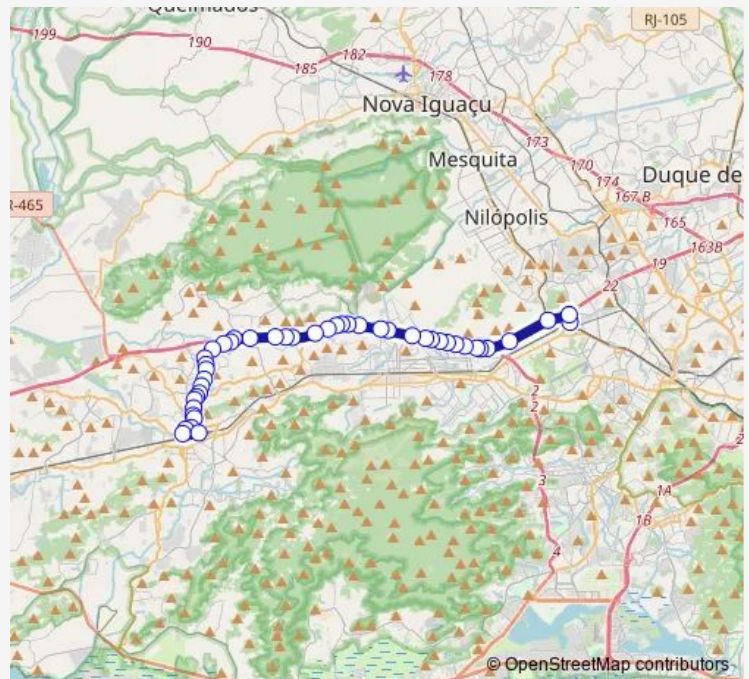 Queimados
RJ-105
199
190
182
185
178
Nova Iguaçu
173
Mesquita
170
174
Duque de
167 B
R-465
165
Nilópolis
163B
19
22
2
2
3
1A
1B
4
© OpenStreetMap contributors